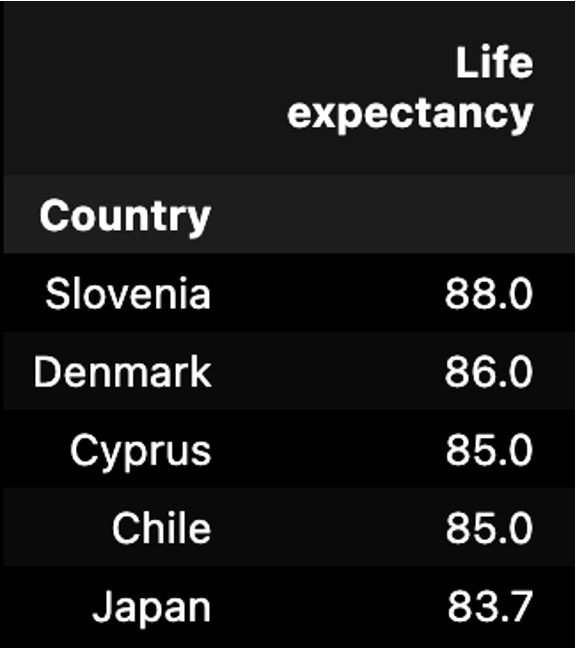 Life
expectancy
Country
Slovenia 88.0
Denmark 86.0
Cyprus 85.0
Chile 85.0
Japan 83.7